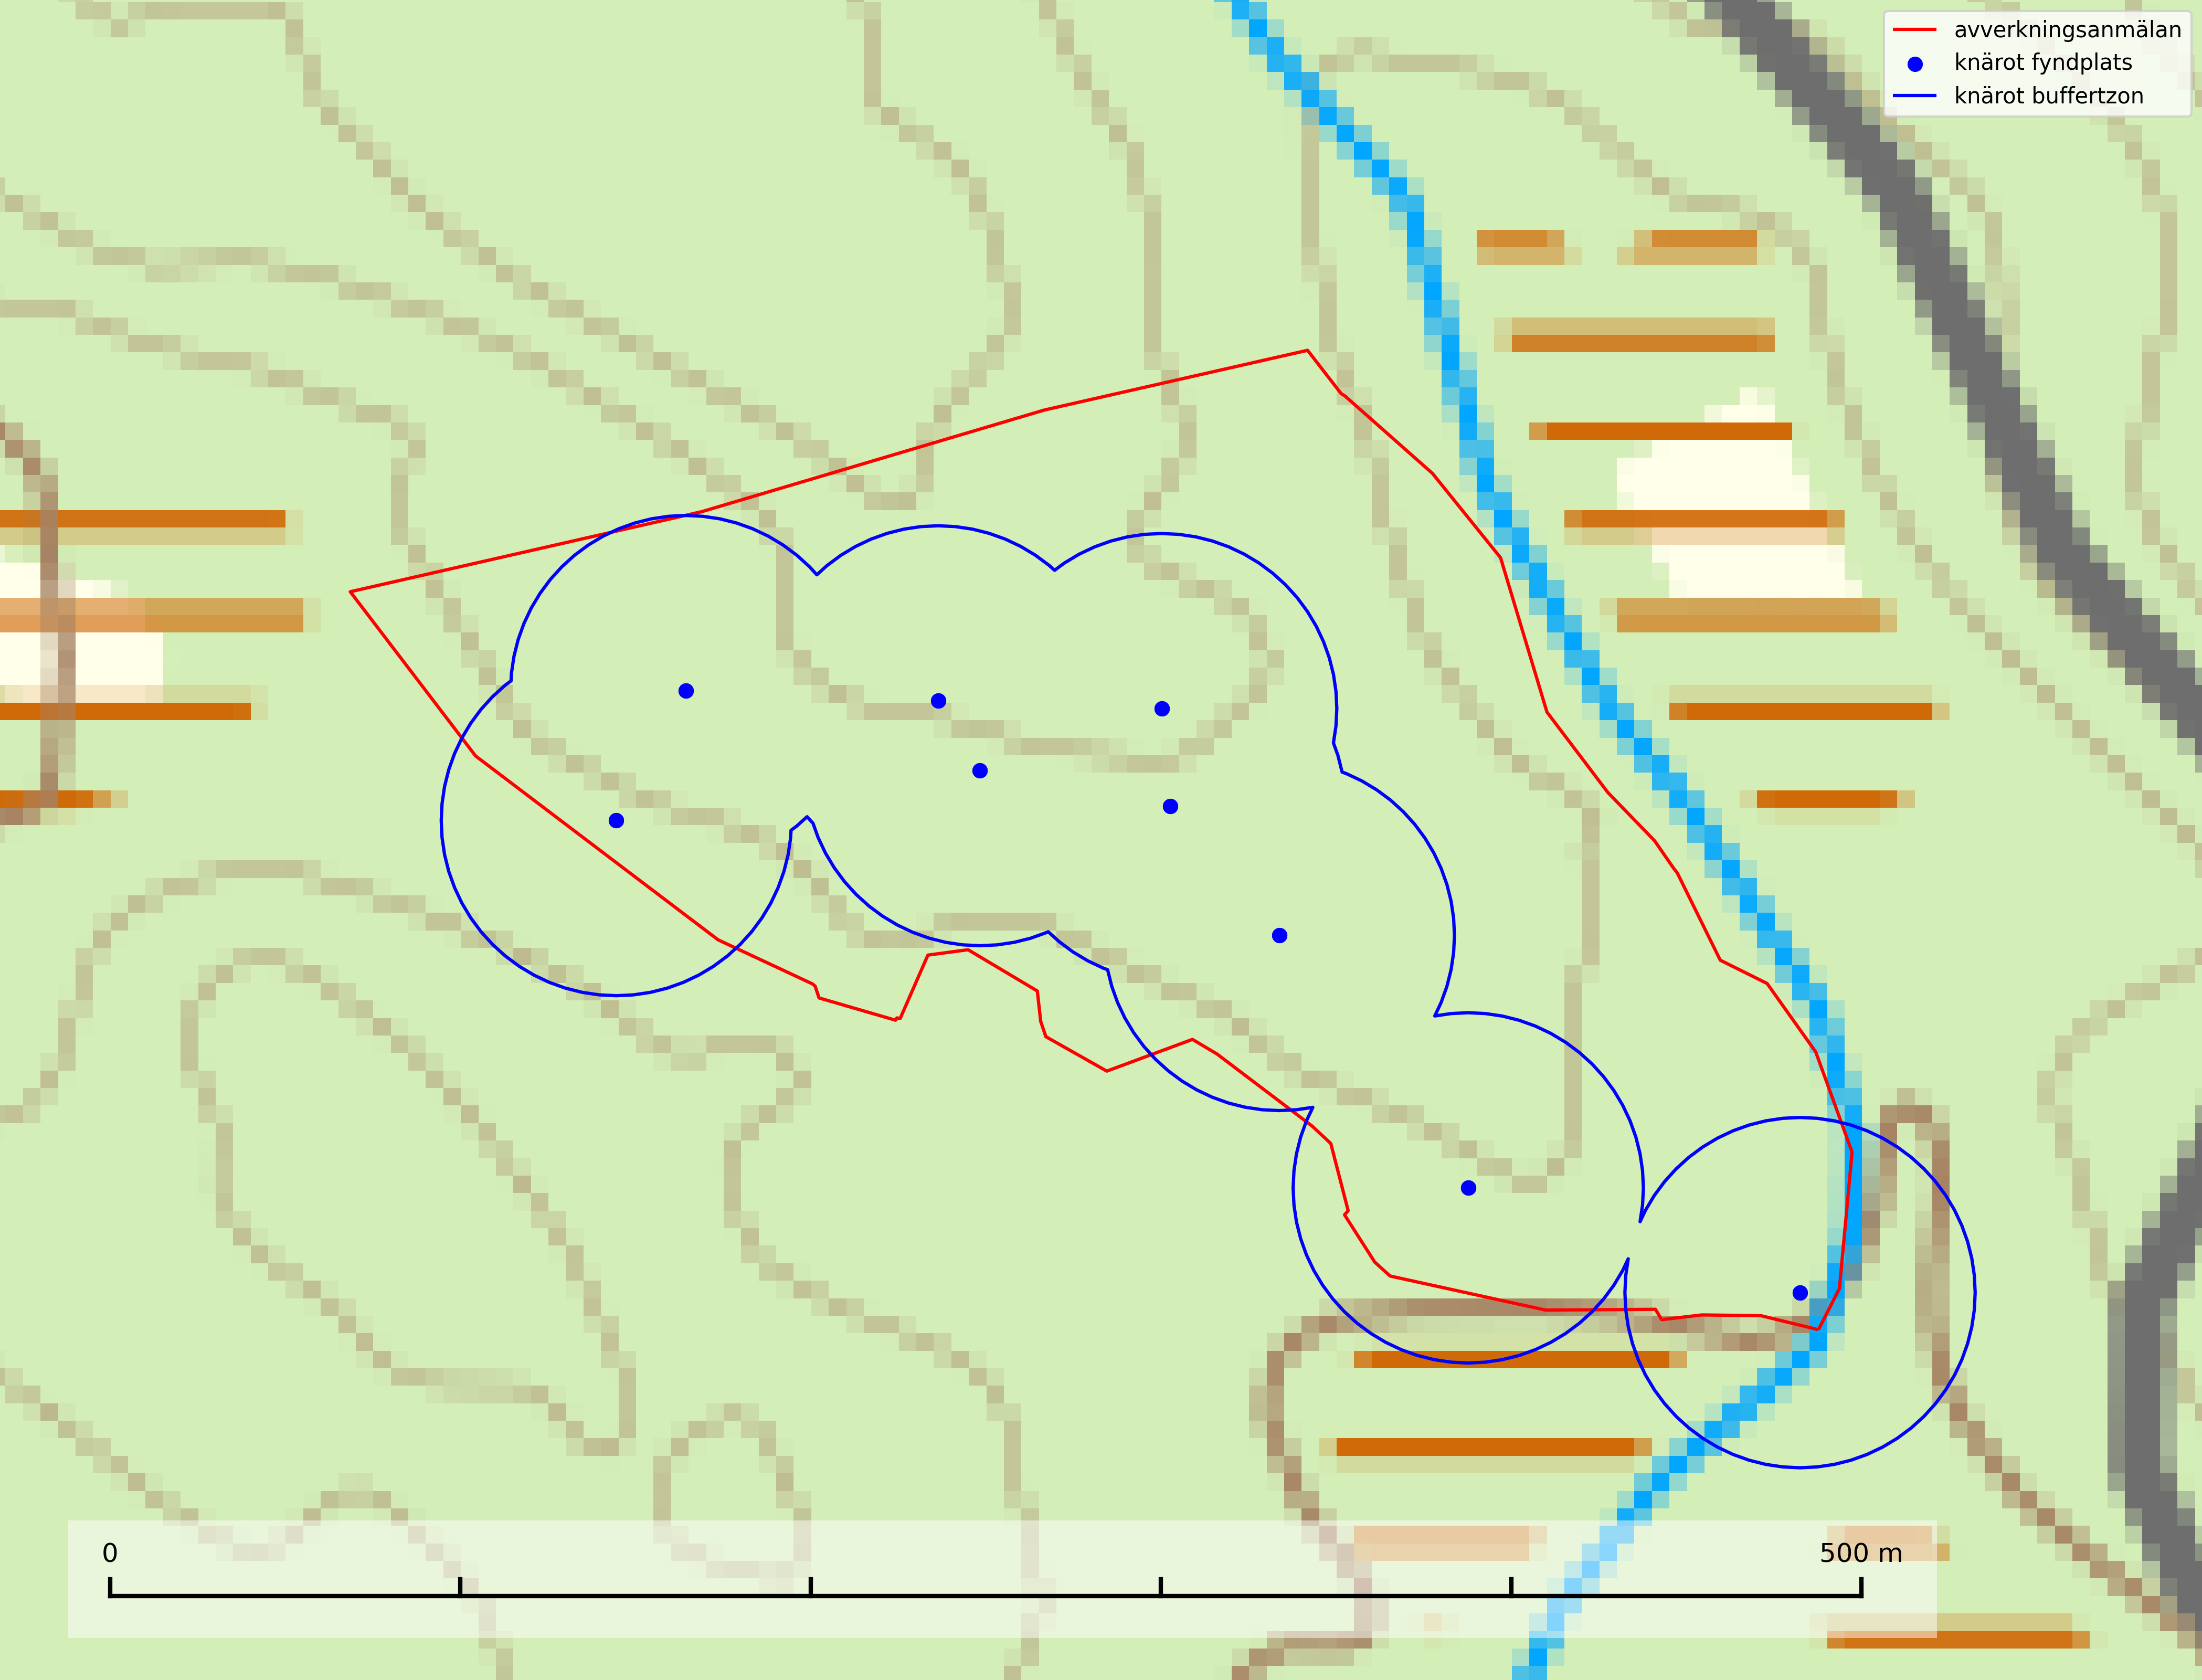 avverkningsanmälan
knärot fyndplats
knärot buffertzon
0
500 m